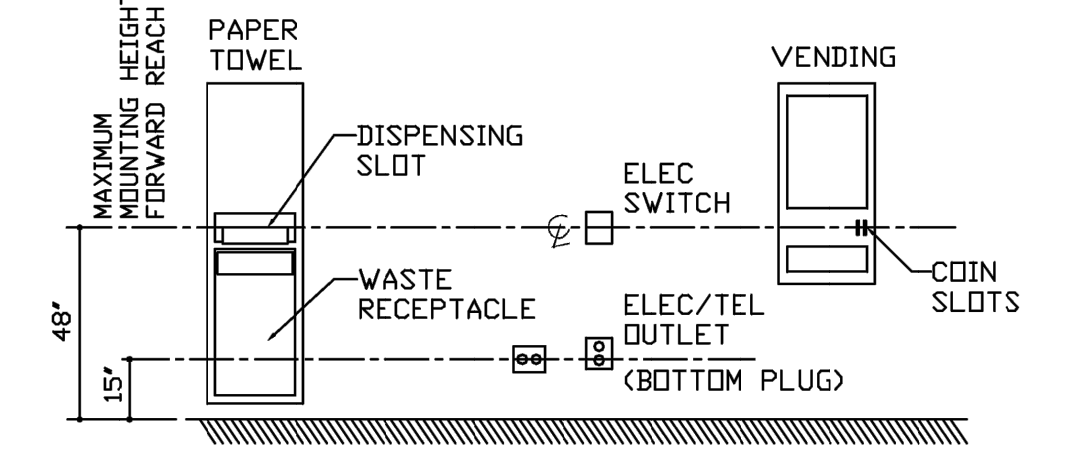 MAXIMUM
MOUNTING HEIGHT
FORWARD REACH
PAPER
TOWEL
VENDING
DISPENSING
SLOT
ELEC
SWITCH
℄
COIN
SLOTS
WASTE
RECEPTACLE
ELEC/TEL
OUTLET
(BOTTOM PLUG)
48"
15"